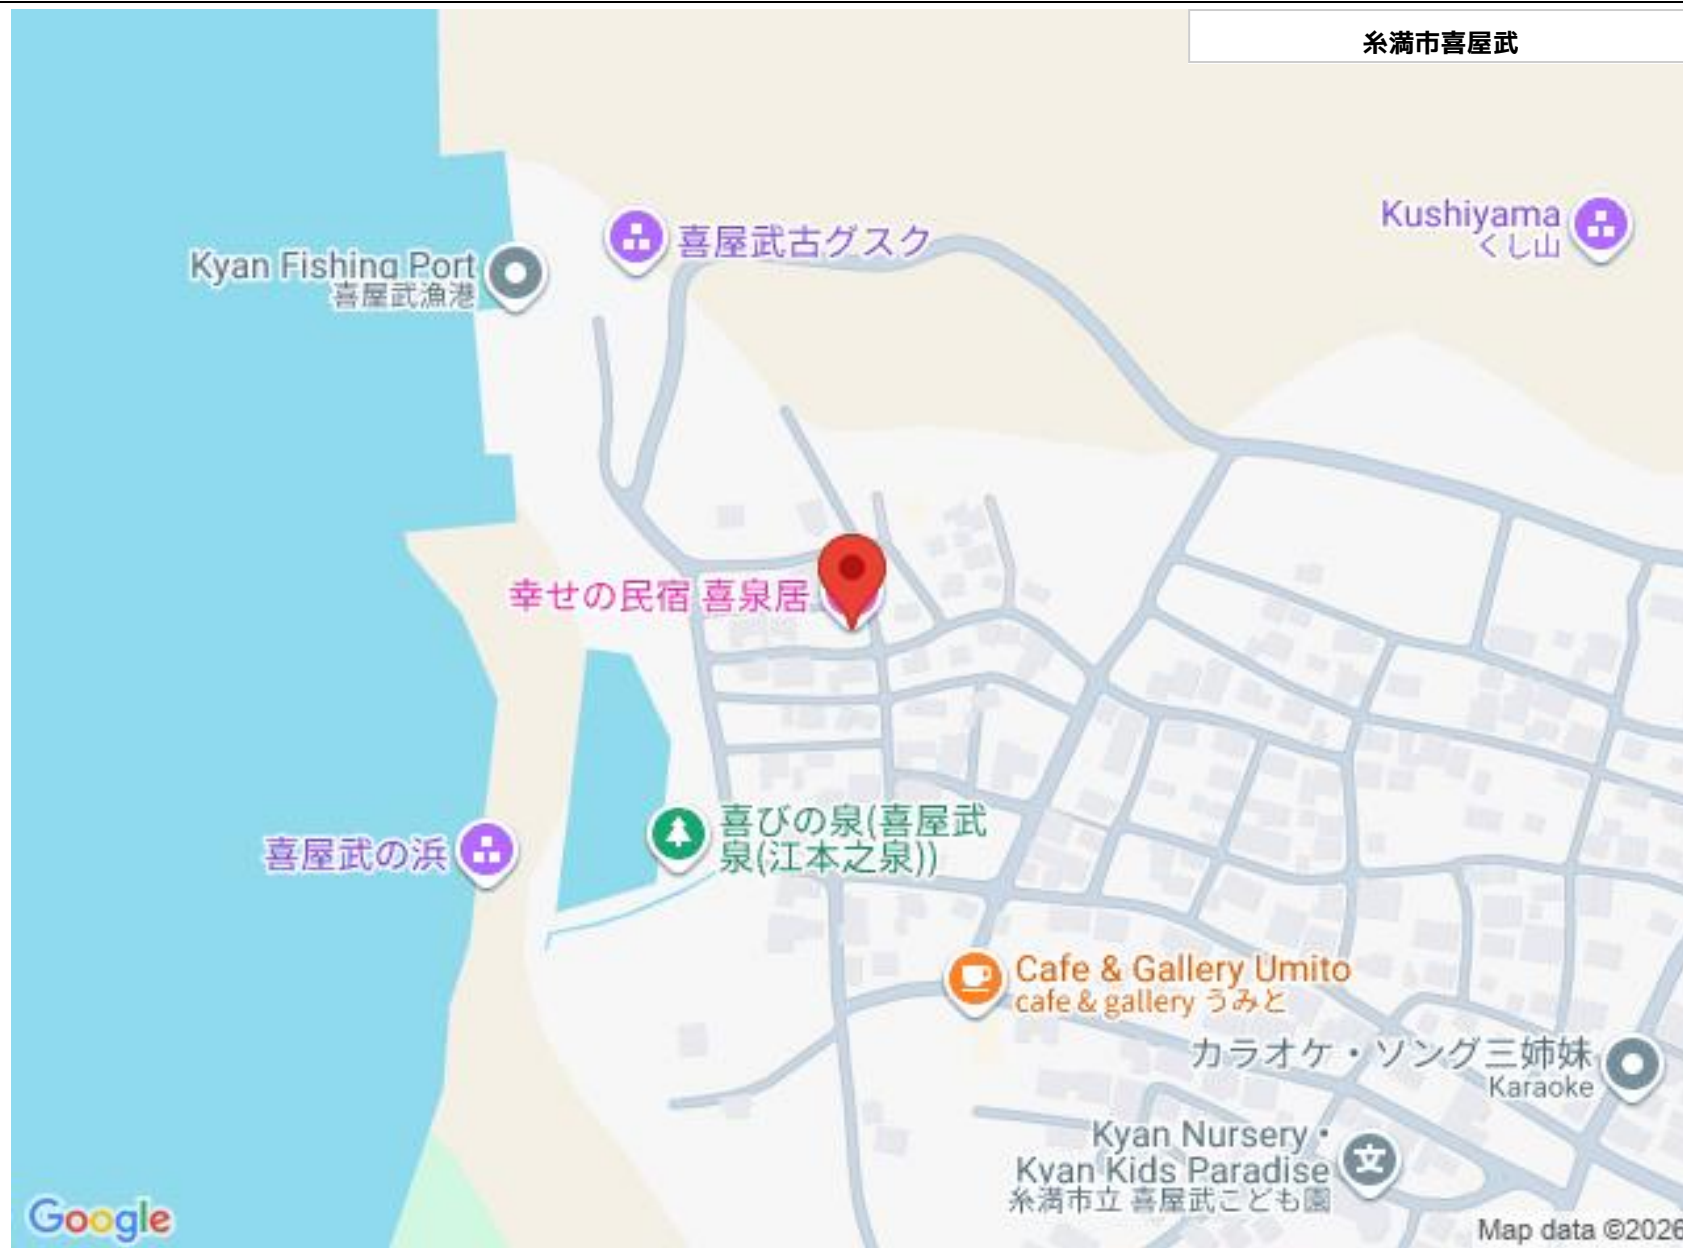 糸満市喜屋武
Kushiyama
くし山
喜屋武古グスク
Kyan Fishing Port
喜屋武漁港
幸せの民宿 喜泉居
喜びの泉(喜屋武
泉(江本之泉))
喜屋武の浜
Cafe & Gallery Umito
cafe & gallery うみと
カラオケ・ソング三姉妹
Karaoke
Kyan Nursery・
Kyan Kids Paradise
文
糸満市立 喜屋武こども園
Google
Map data ©2026